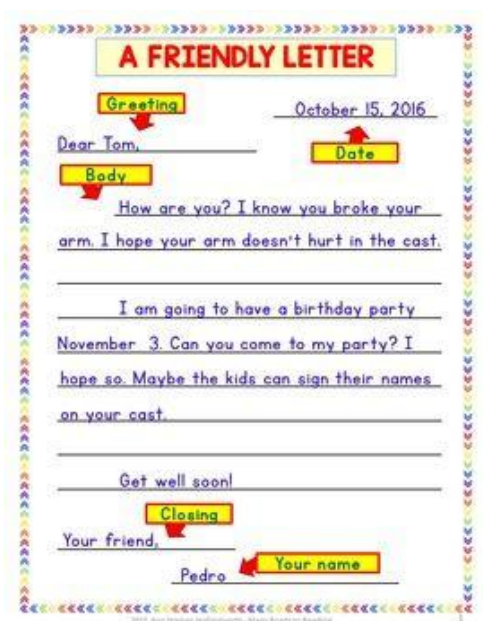 A FRIENDLY LETTER
Greeting
October 15, 2016
Dear Tom,
Date
Body
How are you? I know you broke your
arm. I hope your arm doesn't hurt in the cast.
I am going to have a birthday party
November 3. Can you come to my party? I
hope so. Maybe the kids can sign their names
on your cast.
Get well soon!
Closing
Your friend,
Your name
Pedro